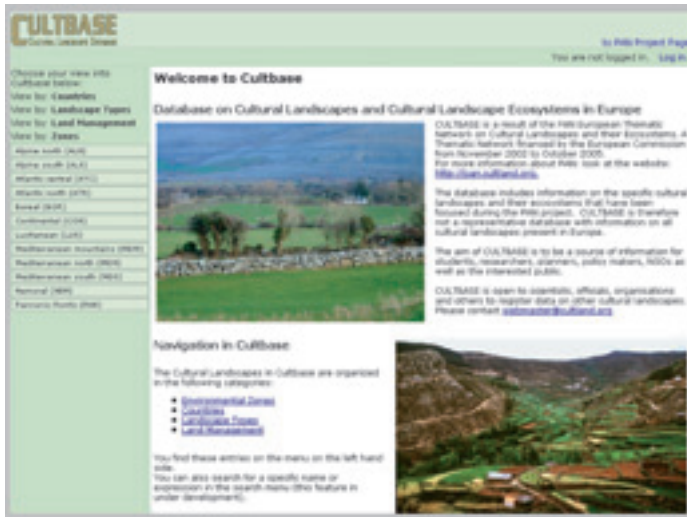 CULTBASE
CULTURAL LANDSCAPE DATABASE
to PAN Project Page
You are not logged in. Log in
Choose your view into
Cultbase below:
View by: Countries
View by: Landscape Types
View by: Land Management
View by: Zones
Alpine north (ALN)
Alpine south (ALS)
Atlantic central (ATC)
Atlantic north (ATN)
Boreal (BOR)
Continental (CON)
Lusitanian (LUS)
Mediterranean mountains (MDM)
Mediterranean north (MDN)
Mediterranean south (MDS)
Nemoral (NEM)
Pannonic
Welcome to Cultbase
Database on Cultural Landscapes and Cultural Landscape Ecosystems in Europe
CULTBASE is a result of the PAN European Thematic
Network on Cultural Landscapes and their Ecosystems. A
Thematic Network financed by the European Commission
from November 2002 to October 2005.
For more information about PAN: look at the website:
http://pan.cultland.org.
The database includes information on the specific cultural
landscapes and their ecosystems that have been
focused during the PAN project. CULTBASE is therefore
not a representative database with information on all
cultural landscapes present in Europe.
The aim of CULTBASE is to be a source of information for
students, researchers, planners, policy makers, NGOs as
well as the interested public.
CULTBASE is open to scientists, officials, organisations
and others to register data on other cultural landscapes.
Please contact webmaster@cultland.org
Navigation in Cultbase
The Cultural Landscapes in Cultbase are organized
in the following categories:
• Environmental Zones
• Countries
• Landscape Types
• Land Management
You find these entries on the menu on the left hand
side.
You can also search for a specific name or
expression in the search menu (this feature in
under development).